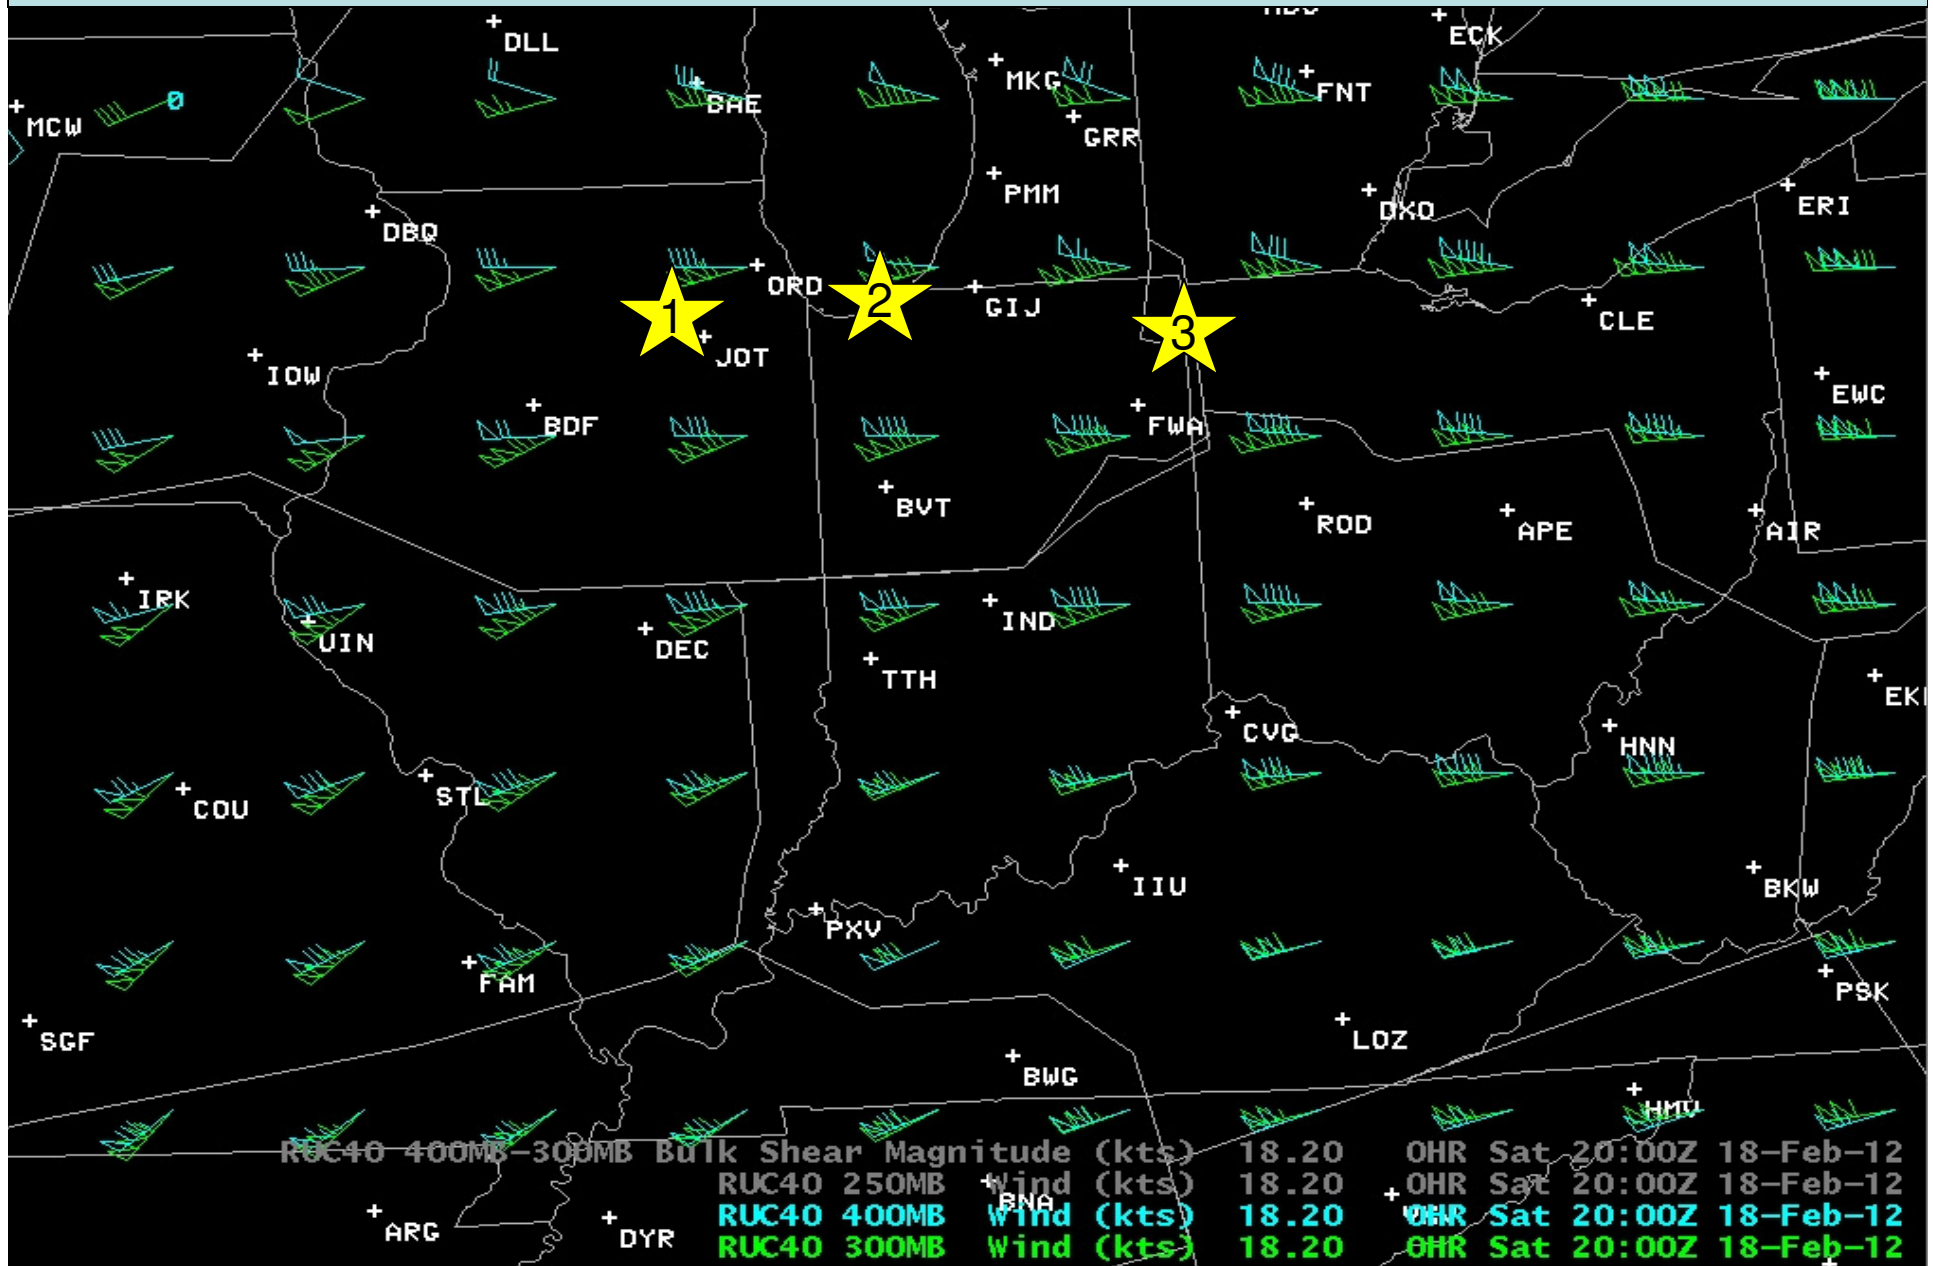 DLL
ECK
MKG
FNT
BAE
0
MCW
GRR
PMM
DXO
ERI
DBQ
ORD
GIJ
CLE
1
2
3
JOT
IOW
EWC
BDF
FWA
BVT
ROD
APE
AIR
IRK
UIN
DEC
IND
TTH
CVG
HNN
COU
STL
IIU
BKW
PXV
FAM
PSK
SGF
LOZ
BWG
HMV
RUC40 400MB-300MB Bulk Shear Magnitude (kts) 18.20 0HR Sat 20:00Z 18-Feb-12
RUC40 250MB Wind (kts) 18.20 0HR Sat 20:00Z 18-Feb-12
BNA
ARG
DYR
RUC40 400MB Wind (kts) 18.20 0HR Sat 20:00Z 18-Feb-12
RUC40 300MB Wind (kts) 18.20 0HR Sat 20:00Z 18-Feb-12